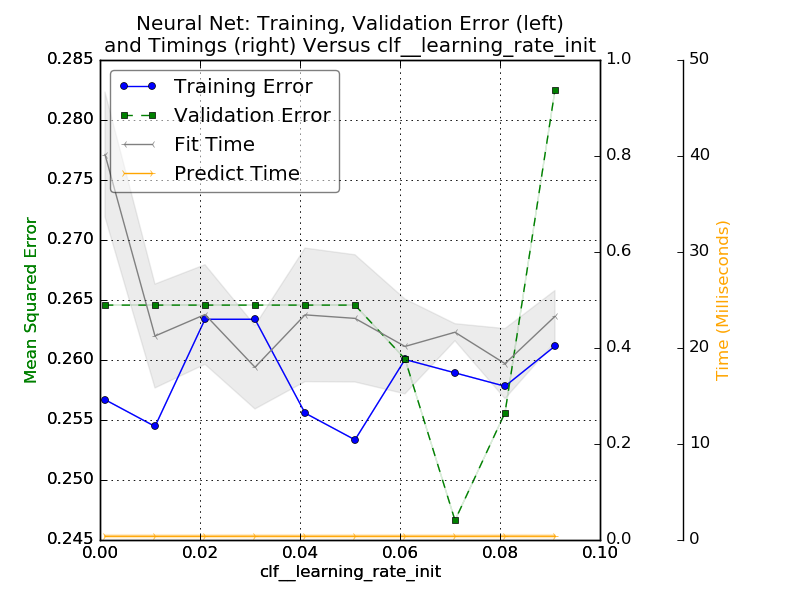 Neural Net: Training, Validation Error (left)
and Timings (right) Versus clf__learning_rate_init
Training Error
Validation Error
Fit Time
Predict Time
Mean Squared Error
0.285
0.280
0.275
0.270
0.265
0.260
0.255
0.250
0.245
0.00 0.02 0.04 0.06 0.08 0.10
clf__learning_rate_init
1.0
0.8
0.6
0.4
0.2
0.0
50
40
30
20
10
0
Time (Milliseconds)